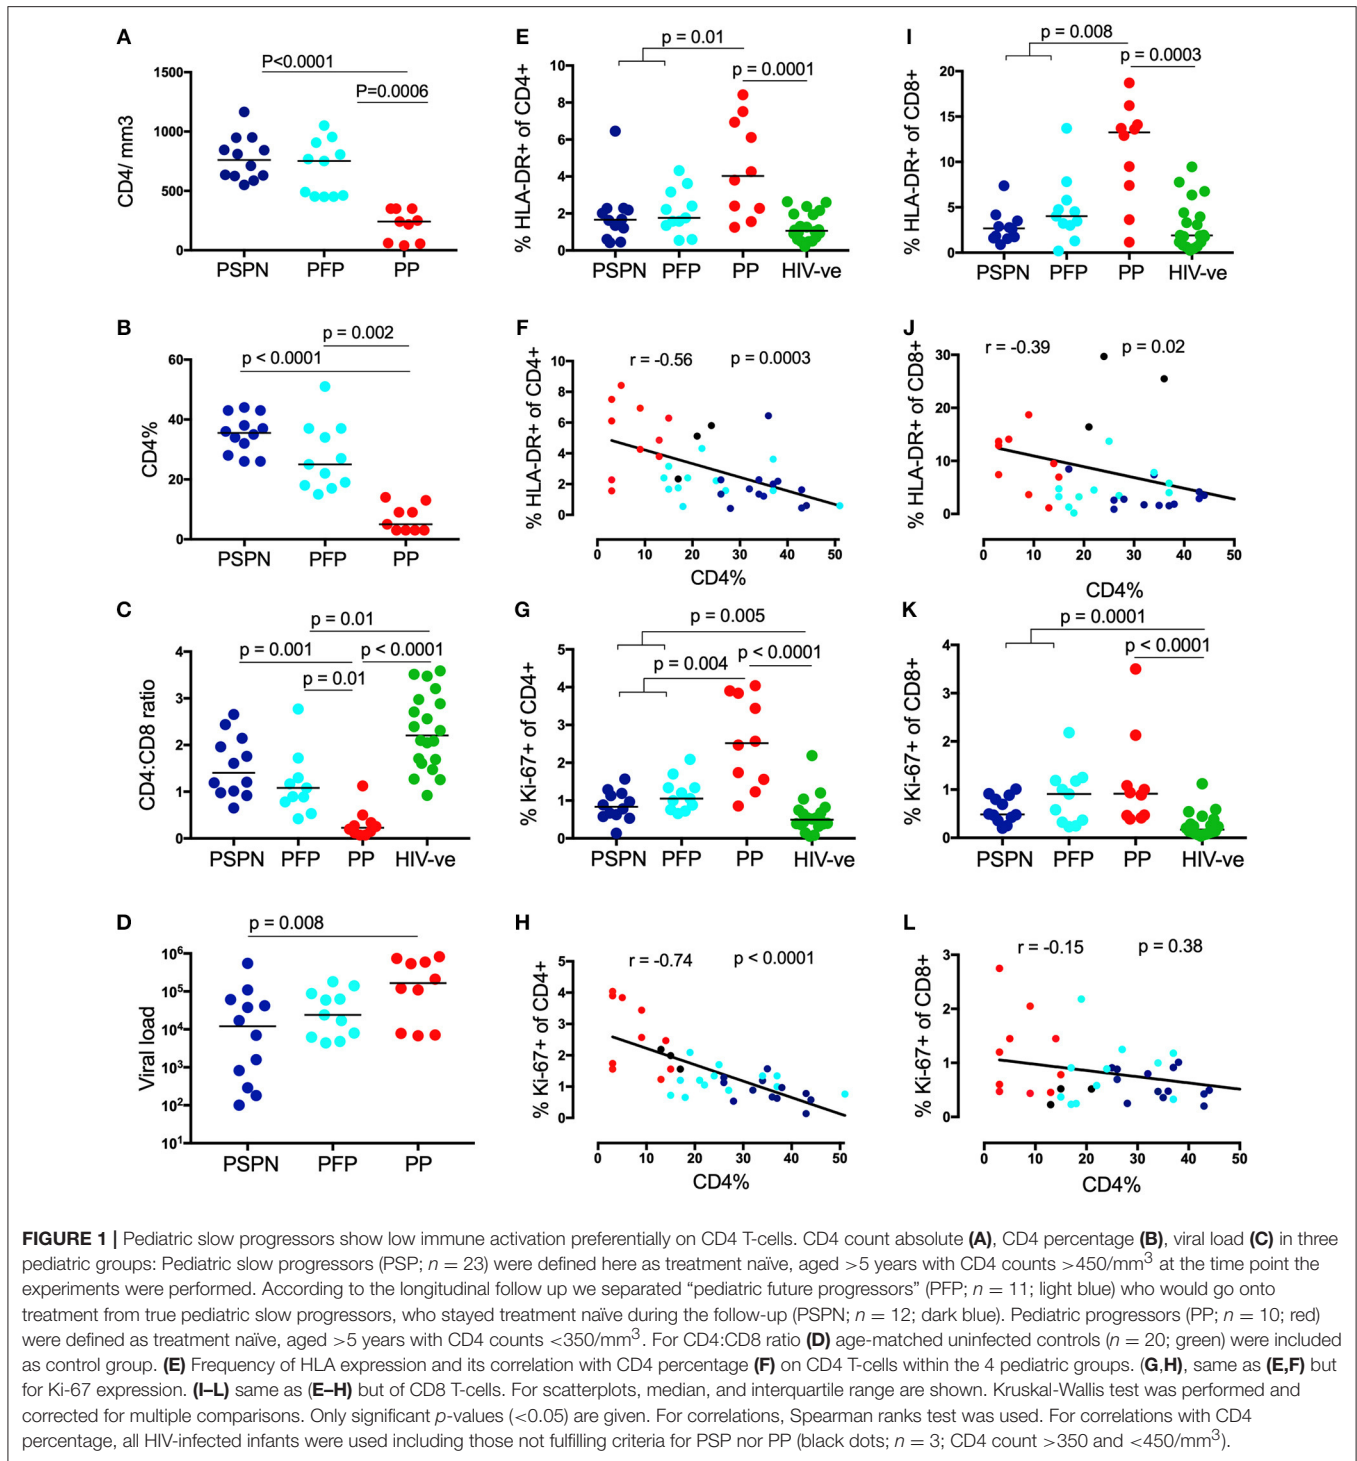 A
P<0.0001
P=0.0006
CD4/ mm3
1500
1000
500
0
PSPN PFP PP
B
p = 0.002
p < 0.0001
CD4%
60
40
20
0
PSPN PFP PP
C
p = 0.01
p = 0.001 p <0.0001
p = 0.01
CD4:CD8 ratio
4
3
2
1
0
PSPN PFP PP HIV-ve
D
p = 0.008
Viral load
10^6
10^5
10^4
10^3
10^2
10^1
PSPN PFP PP
E
p = 0.01
p = 0.0001
% HLA-DR+ of CD4+
10
8
6
4
2
0
PSPN PFP PP HIV-ve
F
r = -0.56 p = 0.0003
% HLA-DR+ of CD4+
10
8
6
4
2
0
0 10 20 30 40 50
CD4%
G
p = 0.005
p < 0.0001
p = 0.004
% Ki-67+ of CD4+
5
4
3
2
1
0
PSPN PFP PP HIV-ve
H
r = -0.74 p < 0.0001
% Ki-67+ of CD4+
5
4
3
2
1
0
0 10 20 30 40 50
CD4%
I
p = 0.008
p = 0.0003
% HLA-DR+ of CD8+
20
15
10
5
0
PSPN PFP PP HIV-ve
J
r = -0.39 p = 0.02
% HLA-DR+ of CD8+
30
20
10
0
0 10 20 30 40 50
CD4%
K
p = 0.0001
p < 0.0001
% Ki-67+ of CD8+
4
3
2
1
0
PSPN PFP PP HIV-ve
L
r = -0.15 p = 0.38
% Ki-67+ of CD8+
3
2
1
0
0 10 20 30 40 50
CD4%
FIGURE 1 | Pediatric slow progressors show low immune activation preferentially on CD4 T-cells. CD4 count absolute (A), CD4 percentage (B), viral load (C) in three
pediatric groups: Pediatric slow progressors (PSP; n = 23) were defined here as treatment naïve, aged >5 years with CD4 counts >450/mm³ at the time point the
experiments were performed. According to the longitudinal follow up we separated “pediatric future progressors” (PFP; n = 11; light blue) who would go onto
treatment from true pediatric slow progressors, who stayed treatment naïve during the follow-up (PSPN; n = 12; dark blue). Pediatric progressors (PP; n = 10; red)
were defined as treatment naïve, aged >5 years with CD4 counts <350/mm³. For CD4:CD8 ratio (D) age-matched uninfected controls (n = 20; green) were included
as control group. (E) Frequency of HLA expression and its correlation with CD4 percentage (F) on CD4 T-cells within the 4 pediatric groups. (G,H), same as (E,F) but
for Ki-67 expression. (I–L) same as (E–H) but of CD8 T-cells. For scatterplots, median, and interquartile range are shown. Kruskal-Wallis test was performed and
corrected for multiple comparisons. Only significant p-values (<0.05) are given. For correlations, Spearman ranks test was used. For correlations with CD4
percentage, all HIV-infected infants were used including those not fulfilling criteria for PSP nor PP (black dots; n = 3; CD4 count >350 and <450/mm³).